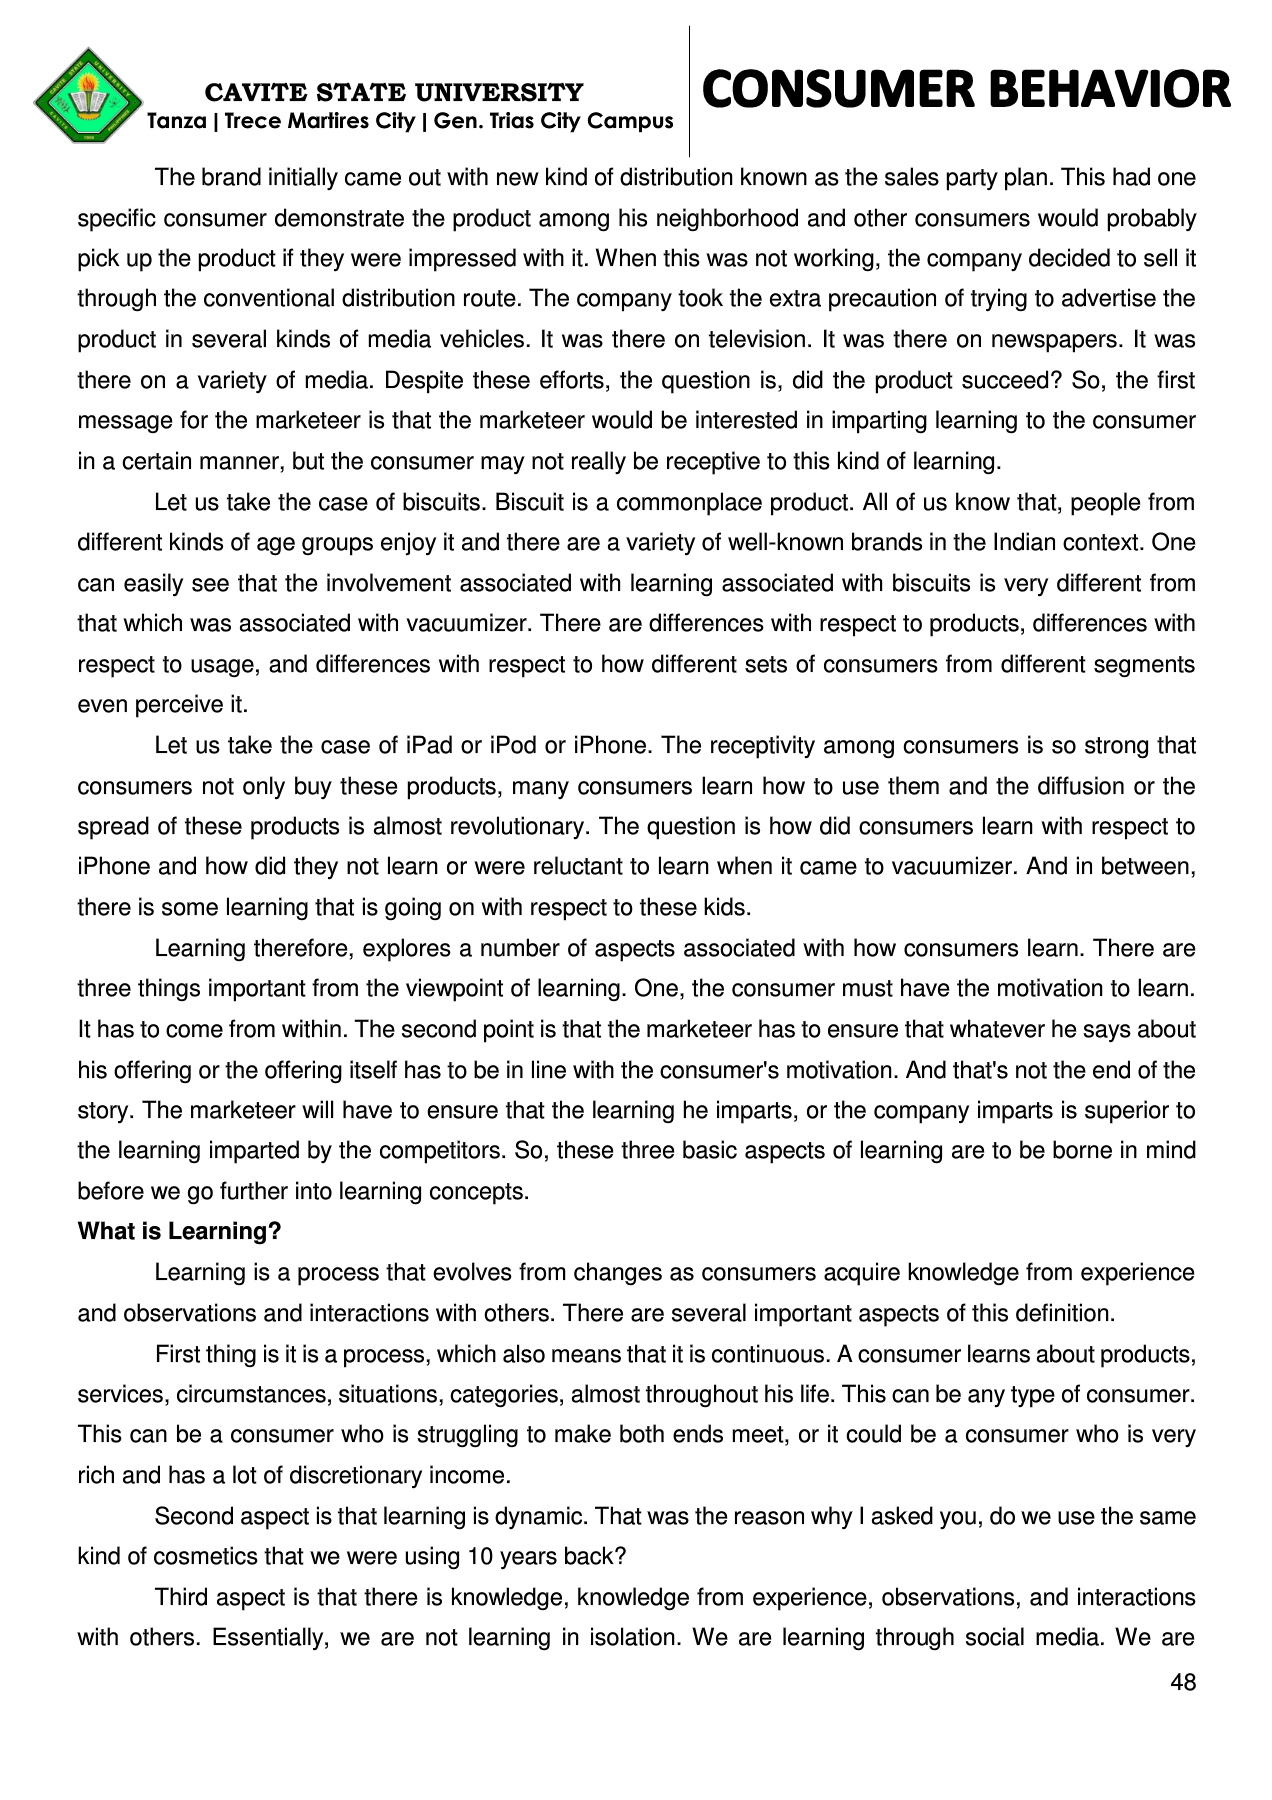 CAVITE STATE UNIVERSITY
Tanza | Trece Martires City | Gen. Trias City Campus
CONSUMER BEHAVIOR
The brand initially came out with new kind of distribution known as the sales party plan. This had one
specific consumer demonstrate the product among his neighborhood and other consumers would probably
pick up the product if they were impressed with it. When this was not working, the company decided to sell it
through the conventional distribution route. The company took the extra precaution of trying to advertise the
product in several kinds of media vehicles. It was there on television. It was there on newspapers. It was
there on a variety of media. Despite these efforts, the question is, did the product succeed? So, the first
message for the marketeer is that the marketeer would be interested in imparting learning to the consumer
in a certain manner, but the consumer may not really be receptive to this kind of learning.
Let us take the case of biscuits. Biscuit is a commonplace product. All of us know that, people from
different kinds of age groups enjoy it and there are a variety of well-known brands in the Indian context. One
can easily see that the involvement associated with learning associated with biscuits is very different from
that which was associated with vacuumizer. There are differences with respect to products, differences with
respect to usage, and differences with respect to how different sets of consumers from different segments
even perceive it.
Let us take the case of iPad or iPod or iPhone. The receptivity among consumers is so strong that
consumers not only buy these products, many consumers learn how to use them and the diffusion or the
spread of these products is almost revolutionary. The question is how did consumers learn with respect to
iPhone and how did they not learn or were reluctant to learn when it came to vacuumizer. And in between,
there is some learning that is going on with respect to these kids.
Learning therefore, explores a number of aspects associated with how consumers learn. There are
three things important from the viewpoint of learning. One, the consumer must have the motivation to learn.
It has to come from within. The second point is that the marketeer has to ensure that whatever he says about
his offering or the offering itself has to be in line with the consumer's motivation. And that's not the end of the
story. The marketeer will have to ensure that the learning he imparts, or the company imparts is superior to
the learning imparted by the competitors. So, these three basic aspects of learning are to be borne in mind
before we go further into learning concepts.
What is Learning?
Learning is a process that evolves from changes as consumers acquire knowledge from experience
and observations and interactions with others. There are several important aspects of this definition.
First thing is it is a process, which also means that it is continuous. A consumer learns about products,
services, circumstances, situations, categories, almost throughout his life. This can be any type of consumer.
This can be a consumer who is struggling to make both ends meet, or it could be a consumer who is very
rich and has a lot of discretionary income.
Second aspect is that learning is dynamic. That was the reason why I asked you, do we use the same
kind of cosmetics that we were using 10 years back?
Third aspect is that there is knowledge, knowledge from experience, observations, and interactions
with others. Essentially, we are not learning in isolation. We are learning through social media. We are
48